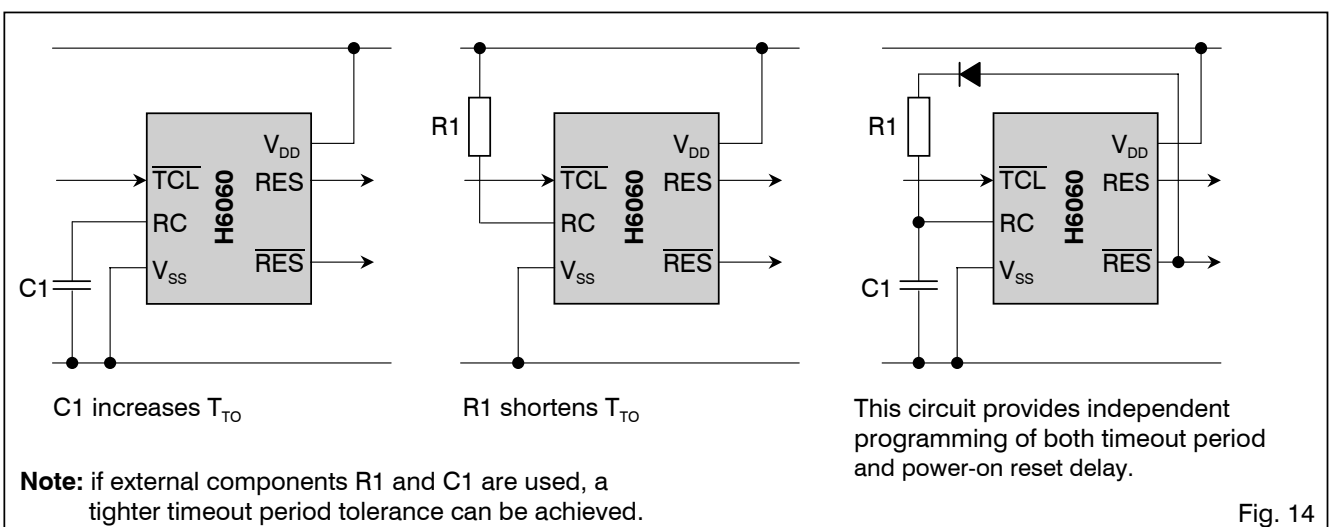 V_DD
TCL RES
RC
H6060
V_SS RES
C1
C1 increases T_TO
R1
V_DD
TCL RES
RC
H6060
V_SS RES
R1 shortens T_TO
R1
V_DD
TCL RES
RC
H6060
C1
V_SS RES
This circuit provides independent
programming of both timeout period
and power-on reset delay.
Note: if external components R1 and C1 are used, a
tighter timeout period tolerance can be achieved.
Fig. 14